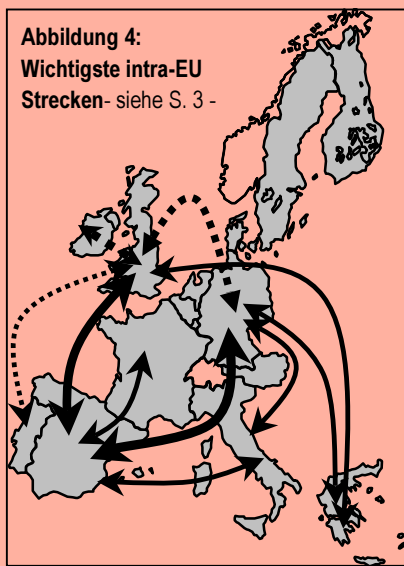 Abbildung 4:
Wichtigste intra-EU
Strecken- siehe S. 3 -